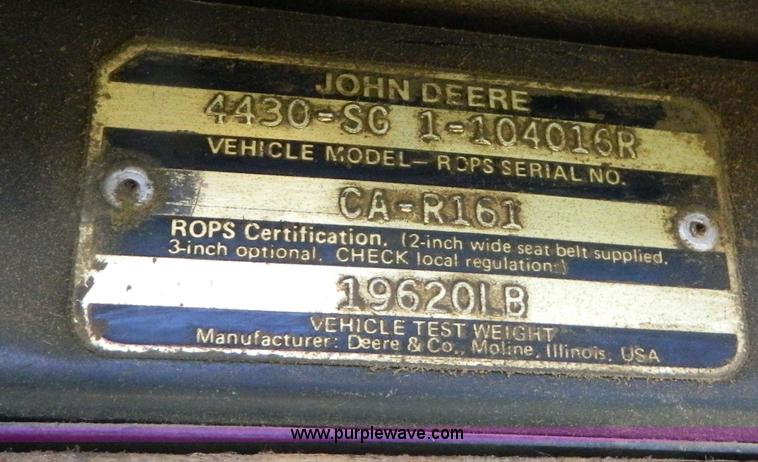 JOHN DEERE
4430-SG 1-104016R
VEHICLE MODEL-ROPS SERIAL NO.
CA-R161
ROPS Certification. (2-inch wide seat belt supplied.
3-inch optional. CHECK local regulations)
19620LB
VEHICLE TEST WEIGHT
Manufacturer: Deere & Co., Moline, Illinois, USA
www.purplewave.com